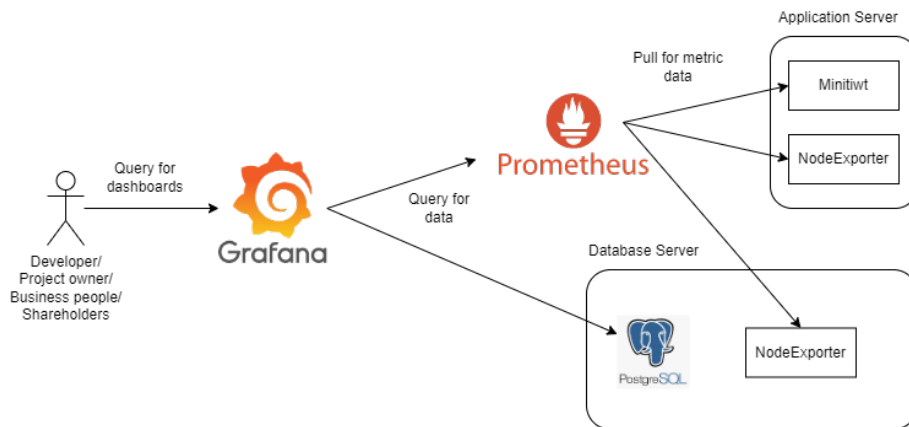 Application Server
Pull for metric
data
Minitiwt
NodeExporter
Prometheus
Query for
dashboards
Query for
data
Grafana
Developer/
Project owner/
Business people/
Shareholders
Database Server
PostgreSQL
NodeExporter